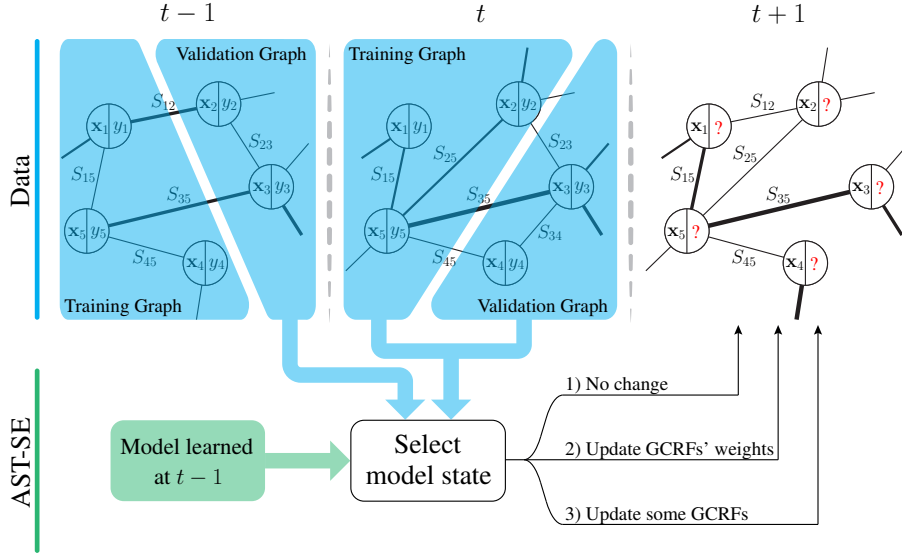 t − 1
t
t + 1
Data
Validation Graph
Training Graph
x₁ y₁
S₁₂
x₂ y₂
S₁₅
S₂₃
S₃₅
x₃ y₃
x₅ y₅
S₄₅
x₄ y₄
Training Graph
x₁ y₁
x₂ y₂
S₂₅
S₂₃
S₁₅
S₃₅
x₃ y₃
x₅ y₅
S₄₅
S₃₄
x₄ y₄
Validation Graph
x₁ ?
S₁₂
x₂ ?
S₂₅
S₁₅
S₃₅
x₃ ?
x₅ ?
S₄₅
x₄ ?
AST-SE
Model learned
at t − 1
Select
model state
1) No change
2) Update GCRFs' weights
3) Update some GCRFs